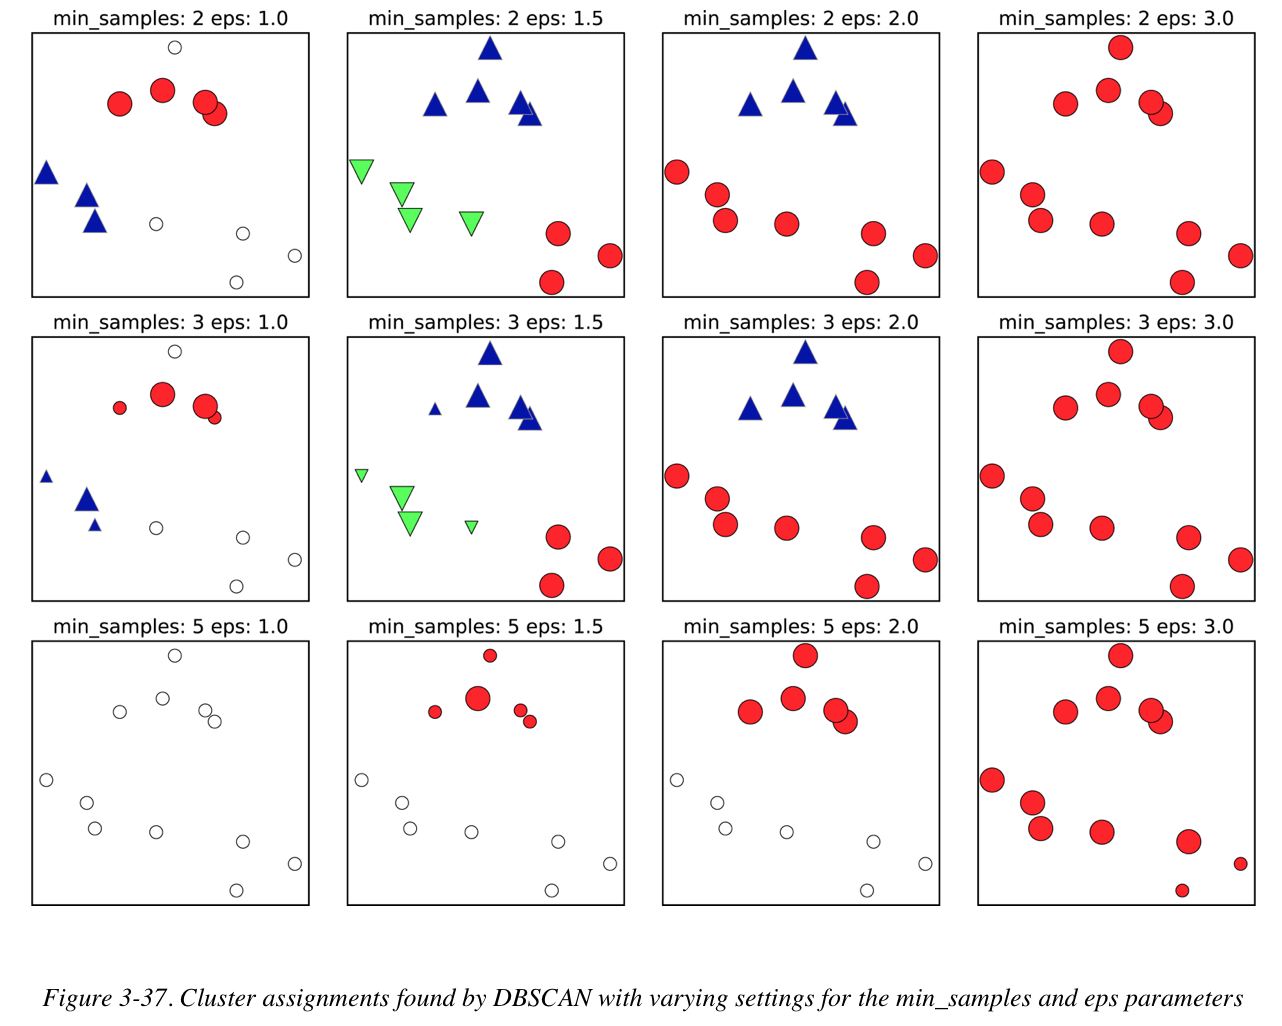 min_samples: 2 eps: 1.0
min_samples: 2 eps: 1.5
min_samples: 2 eps: 2.0
min_samples: 2 eps: 3.0
min_samples: 3 eps: 1.0
min_samples: 3 eps: 1.5
min_samples: 3 eps: 2.0
min_samples: 3 eps: 3.0
min_samples: 5 eps: 1.0
min_samples: 5 eps: 1.5
min_samples: 5 eps: 2.0
min_samples: 5 eps: 3.0
Figure 3-37. Cluster assignments found by DBSCAN with varying settings for the min_samples and eps parameters